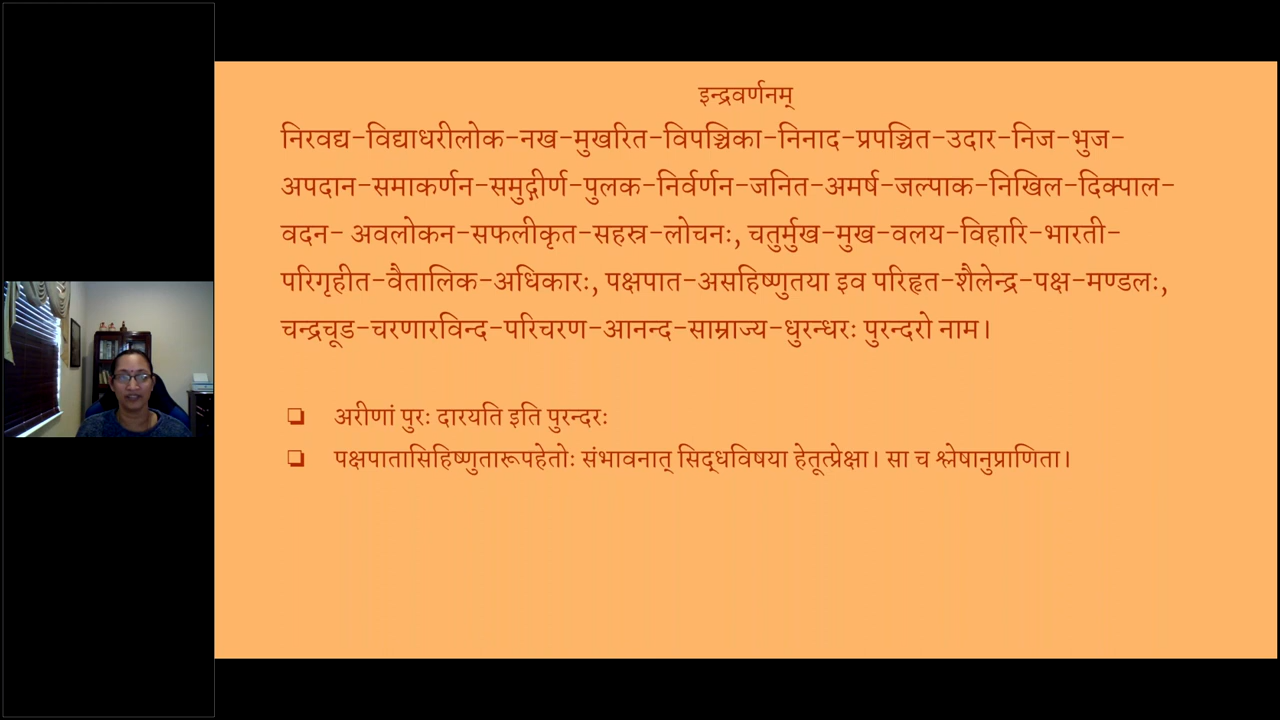 इन्द्रवर्णनम्
निरवद्य-विद्याधरीलोक-नख-मुखरित-विपञ्चिका-निनाद-प्रपञ्चित-उदार-निज-भुज-
अपदान-समाकर्णन-समुद्गीर्ण-पुलक-निर्वर्णन-जनित-अमर्ष-जल्पाक-निखिल-दिक्पाल-
वदन- अवलोकन-सफलीकृत-सहस्र-लोचनः, चतुर्मुख-मुख-वलय-विहारि-भारती-
परिगृहीत-वैतालिक-अधिकारः, पक्षपात-असहिष्णुतया इव परिहृत-शैलेन्द्र-पक्ष-मण्डलः,
चन्द्रचूड-चरणारविन्द-परिचरण-आनन्द-साम्राज्य-धुरन्धरः पुरन्दरो नाम।
❏ अरीणां पुरः दारयति इति पुरन्दरः
❏ पक्षपातासिहिष्णुतारूपहेतोः संभावनात् सिद्धविषया हेतूत्प्रेक्षा। सा च श्लेषानुप्राणिता।